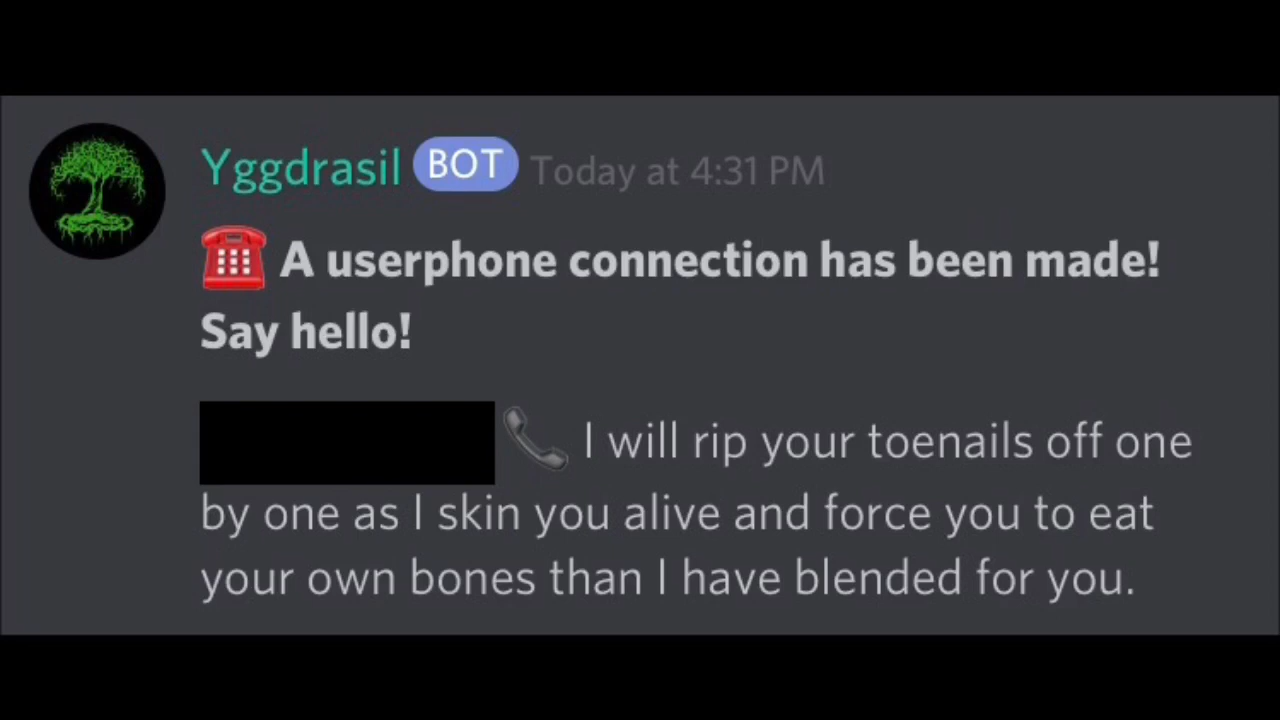 Yggdrasil BOT Today at 4:31 PM
☎️ A userphone connection has been made!
Say hello!
📞 I will rip your toenails off one
by one as I skin you alive and force you to eat
your own bones than I have blended for you.